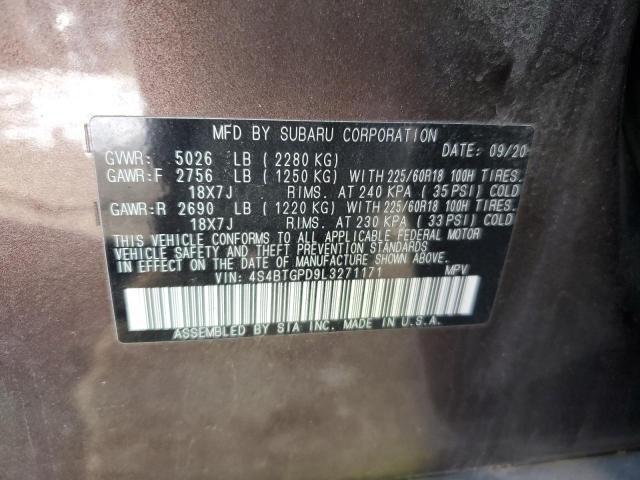 MFD BY SUBARU CORPORATION
DATE: 09/20
GVWR: 5026 LB (2280 KG)
GAWR:F 2756 LB (1250 KG) WITH 225/60R18 100H TIRES.
18X7J RIMS. AT 240 KPA (35 PSI) COLD
GAWR:R 2690 LB (1220 KG) WITH 225/60R18 100H TIRES.
18X7J RIMS. AT 230 KPA (33 PSI) COLD
THIS VEHICLE CONFORMS TO ALL APPLICABLE FEDERAL MOTOR
VEHICLE SAFETY AND THEFT PREVENTION STANDARDS
IN EFFECT ON THE DATE OF MANUFACTURE SHOWN ABOVE.
VIN: 4S4BTGPD9L3271171 MPV
ASSEMBLED BY SIA INC. MADE IN U.S.A.